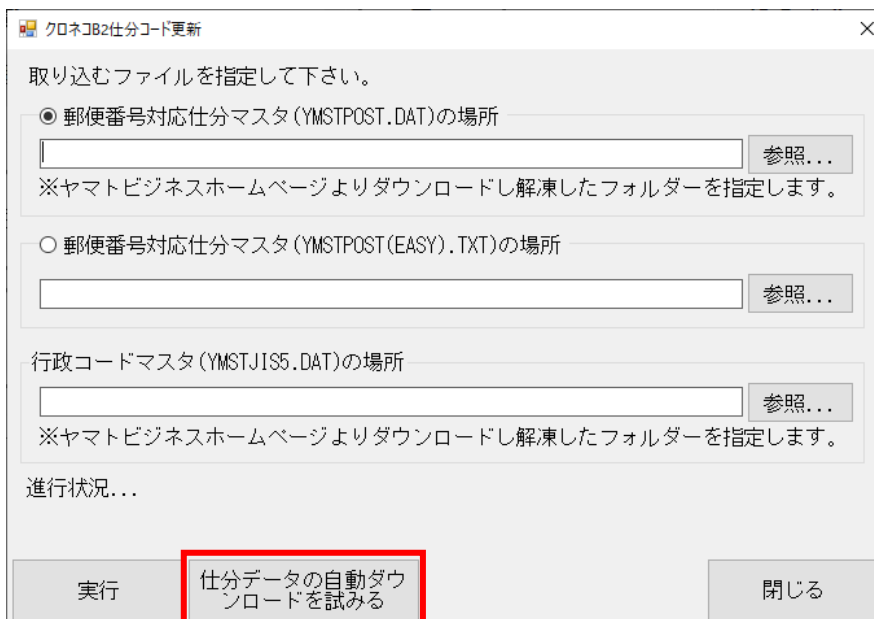 クロネコB2仕分コード更新
取り込むファイルを指定して下さい。
郵便番号対応仕分マスタ(YMSTPOST.DAT)の場所
参照...
※ヤマトビジネスホームページよりダウンロードし解凍したフォルダーを指定します。
郵便番号対応仕分マスタ(YMSTPOST(EASY).TXT)の場所
参照...
行政コードマスタ(YMSTJIS5.DAT)の場所
参照...
※ヤマトビジネスホームページよりダウンロードし解凍したフォルダーを指定します。
進行状況...
実行
仕分データの自動ダウ
ンロードを試みる
閉じる